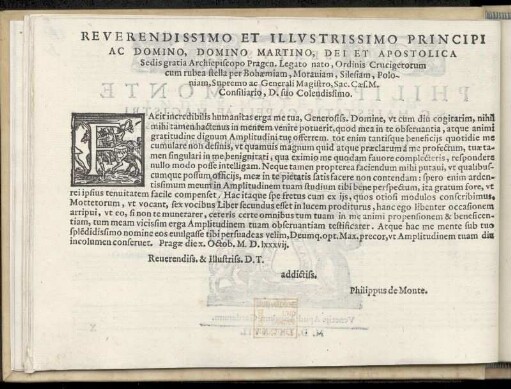 REVERENDISSIMO ET ILLVSTRISSIMO PRINCIPI
AC DOMINO, DOMINO MARTINO, DEI ET APOSTOLICA
Sedis gratia Archiepiscopo Pragen. Legato nato, Ordinis Crucigerorum
cum rubea stella per Bohæmiam, Morauiam, Silesiam, Polo-
niam, Supremo ac Generali Magistro, Sac. Cæs. M.
Consiliario, D. suo Colendissimo.
FAcit incredibilis humanitas erga me tua, Generosiss. Domine, vt cum diu cogitarim, nihil
mihi tamen hactenus in mentem venire potuerit, quod mea in te obseruantia, atque animi
gratitudine dignum Amplitudini tuę offerrem. tot enim tantisque beneficijs quotidie me
cumulare non desinis, vt quamuis magnum quid atque præclarum á me profectum, tuæ ta-
men singulari in me benignitati, qua eximio me quodam fauore complecteris, respondere
nullo modo posse intelligam. Neque tamen propterea faciendum mihi putaui, vt quibus-
cumque possum officijs, meæ in te pietatis satisfacere non contendam: spero enim arden-
tissimum meum in Amplitudinem tuam studium tibi bene perspectum, ita gratum fore, vt
rei ipsius tenuitatem facile compenset. Hac itaque spe fretus cum ex ijs, quos otiosi modulos conscribimus,
Mottetorum, vt vocant, sex vocibus Liber secundus esset in lucem proditurus, hanc ego libenter occasionem
arripui, vt eo, si non te munerarer, ceteris certe omnibus tum tuam in me animi propensionem & beneficen-
tiam, tum meam vicissim erga Amplitudinem tuam obseruantiam testificarer. Atque hac me mente sub tuo
splẽdidissimo nomine eos euulgasse tibi persuadeas velim, Deumq. opt. Max. precor, vt Amplitudinem tuam diu
incolumen conseruet. Pragæ die x. Octob. M. D. lxxxvij.
Reuerendiss. & Illustriss. D. T.
addictiss.
Philippus de Monte.